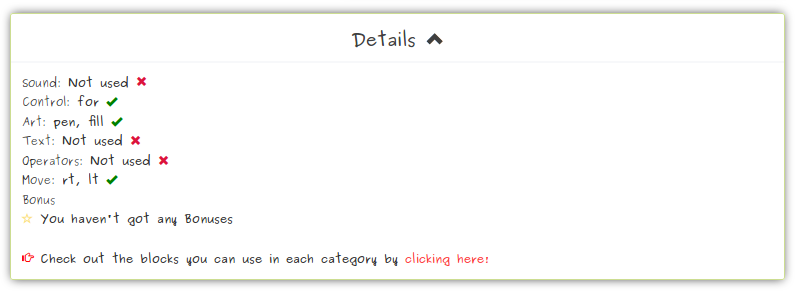 Details
Sound: Not used
Control: for
Art: pen, fill
Text: Not used
Operators: Not used
Move: rt, lt
Bonus
You haven't got any Bonuses
Check out the blocks you can use in each category by clicking here!